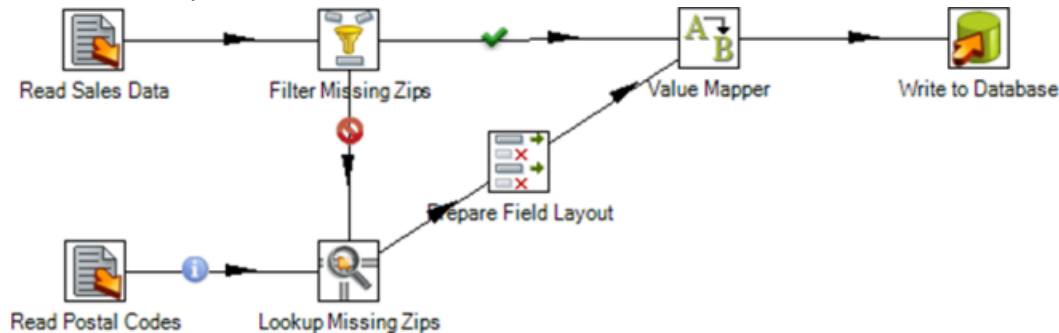 Read Sales Data
Filter Missing Zips
A
B
Value Mapper
Write to Database
Prepare Field Layout
i
Read Postal Codes
Lookup Missing Zips